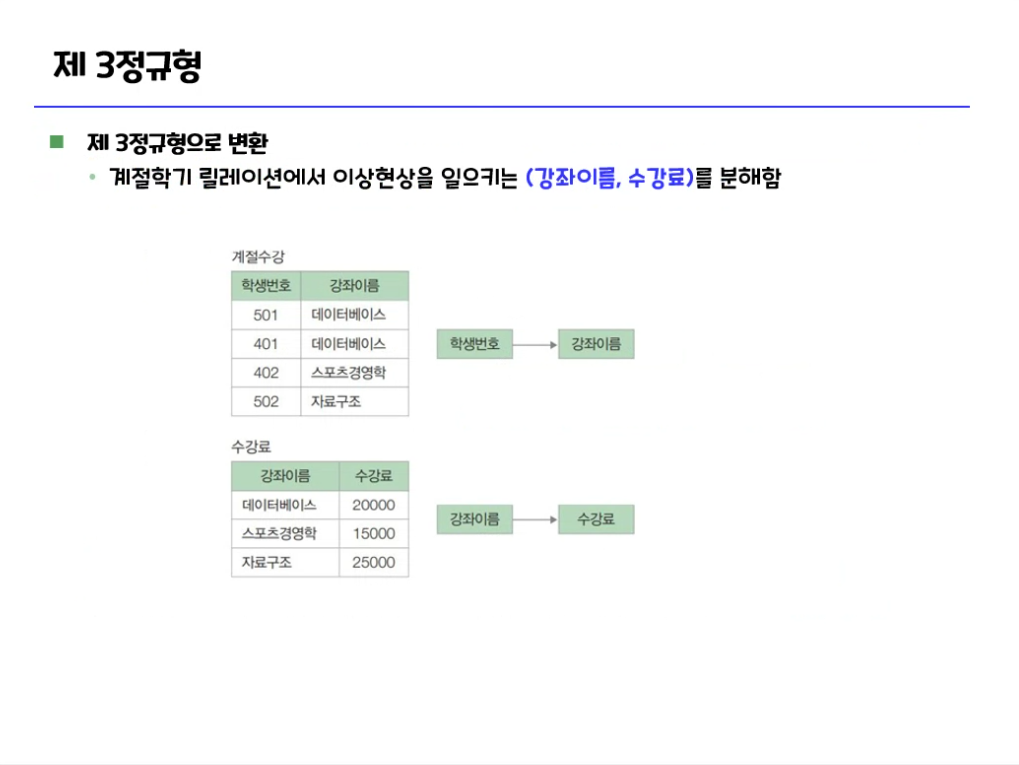 제 3정규형
제 3정규형으로 변환
계절학기 릴레이션에서 이상현상을 일으키는 (강좌이름, 수강료)를 분해함
계절수강
학생번호 강좌이름
501 데이터베이스
401 데이터베이스
402 스포츠경영학
502 자료구조
학생번호 강좌이름
수강료
강좌이름 수강료
데이터베이스 20000
스포츠경영학 15000
자료구조 25000
강좌이름 수강료